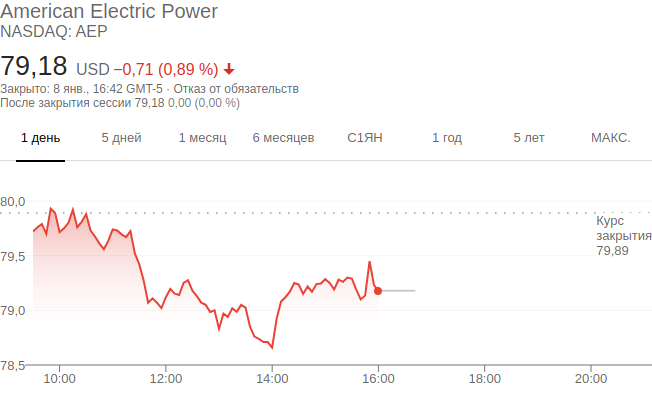 American Electric Power
NASDAQ: AEP
79,18 USD −0,71 (0,89 %)
Закрыто: 8 янв., 16:42 GMT-5 · Отказ от обязательств
После закрытия сессии 79,18 0,00 (0,00 %)
1 день 5 дней 1 месяц 6 месяцев С1ЯН 1 год 5 лет МАКС.
80,0
Курс
закрытия
79,89
79,5
79,0
78,5
10:00 12:00 14:00 16:00 18:00 20:00